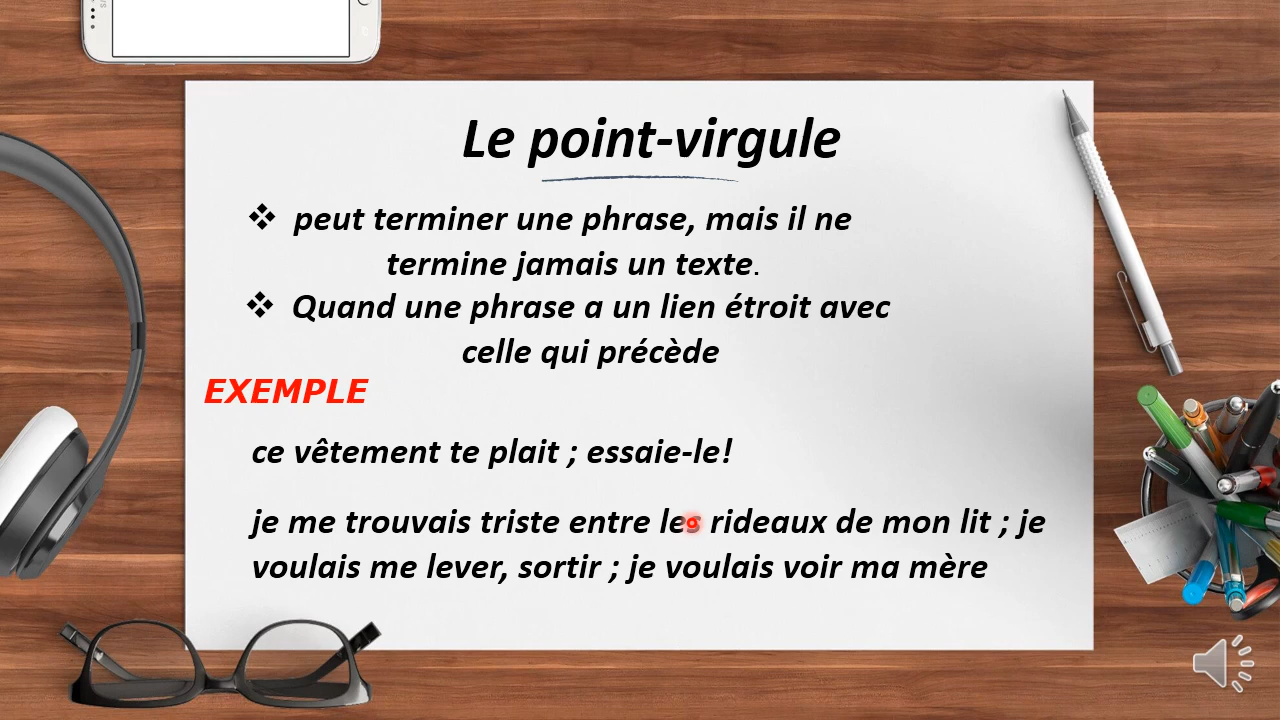 Le point-virgule
❖ peut terminer une phrase, mais il ne
termine jamais un texte.
❖ Quand une phrase a un lien étroit avec
celle qui précède
EXEMPLE
ce vêtement te plait ; essaie-le!
je me trouvais triste entre les rideaux de mon lit ; je
voulais me lever, sortir ; je voulais voir ma mère